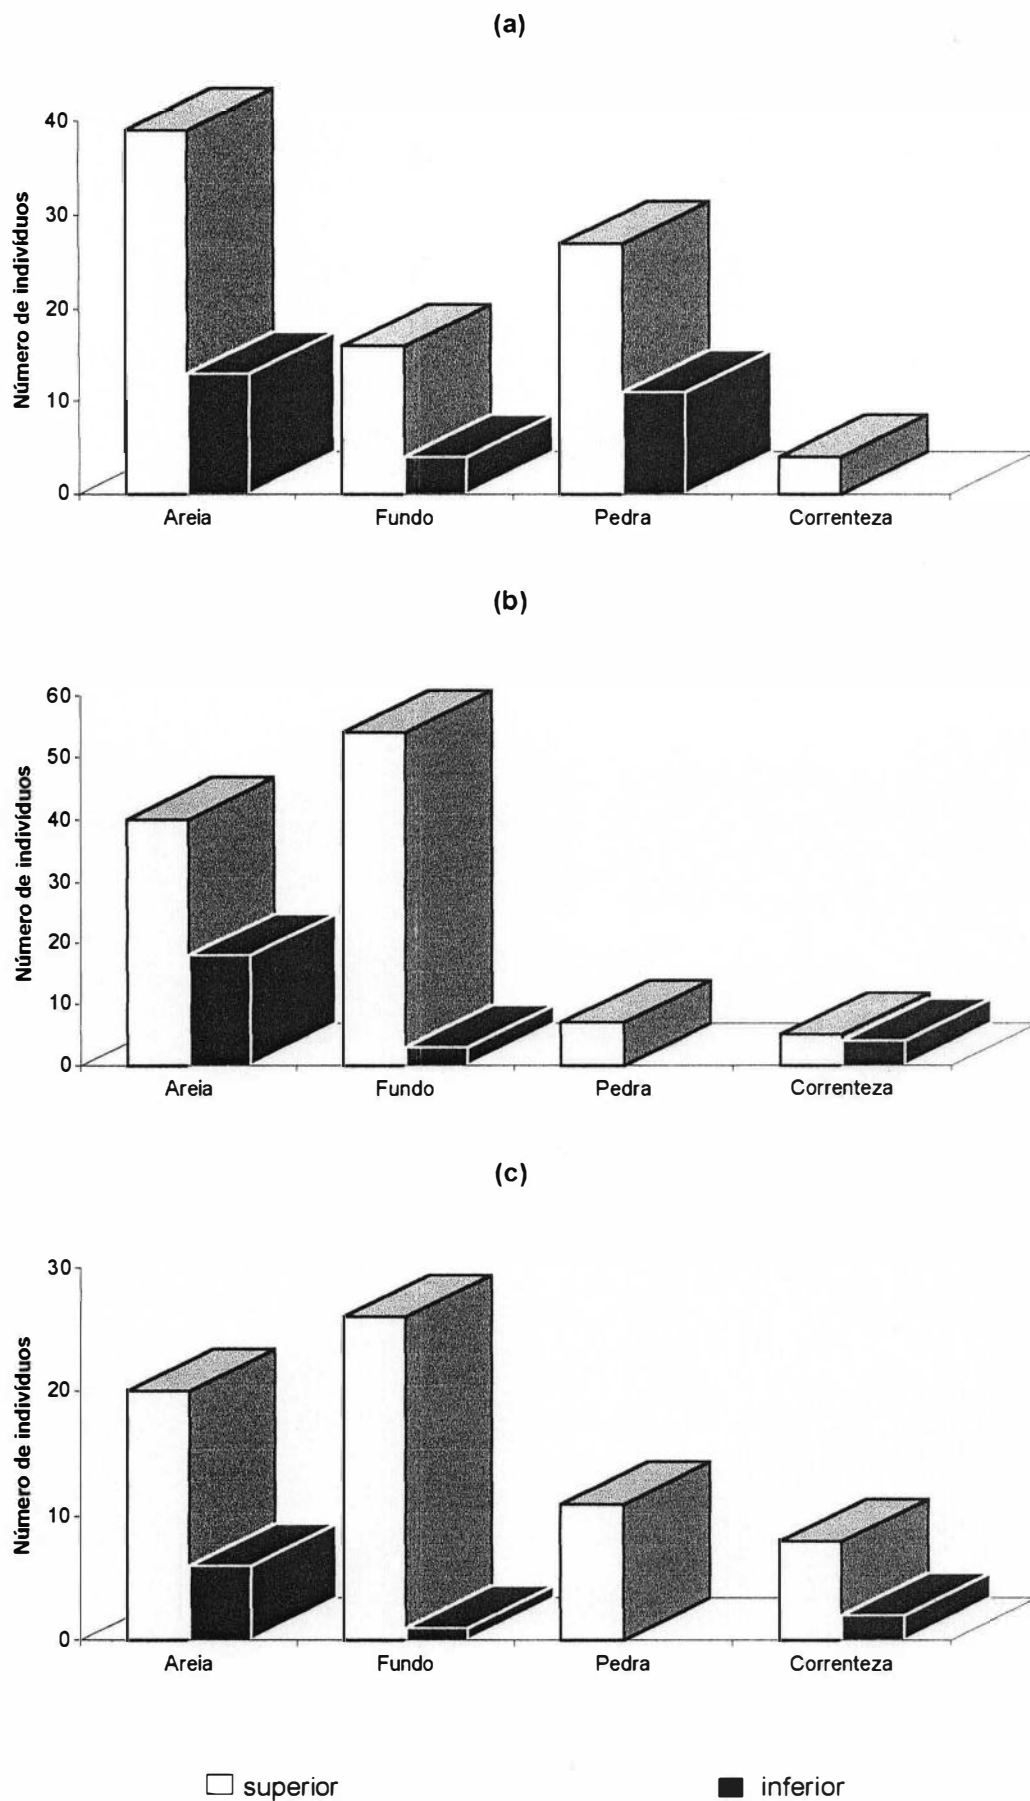 (a)
Número de indivíduos
40
30
20
10
0
Areia Fundo Pedra Correnteza
(b)
Número de indivíduos
60
50
40
30
20
10
0
Areia Fundo Pedra Correnteza
(c)
Número de indivíduos
30
20
10
0
Areia Fundo Pedra Correnteza
superior inferior